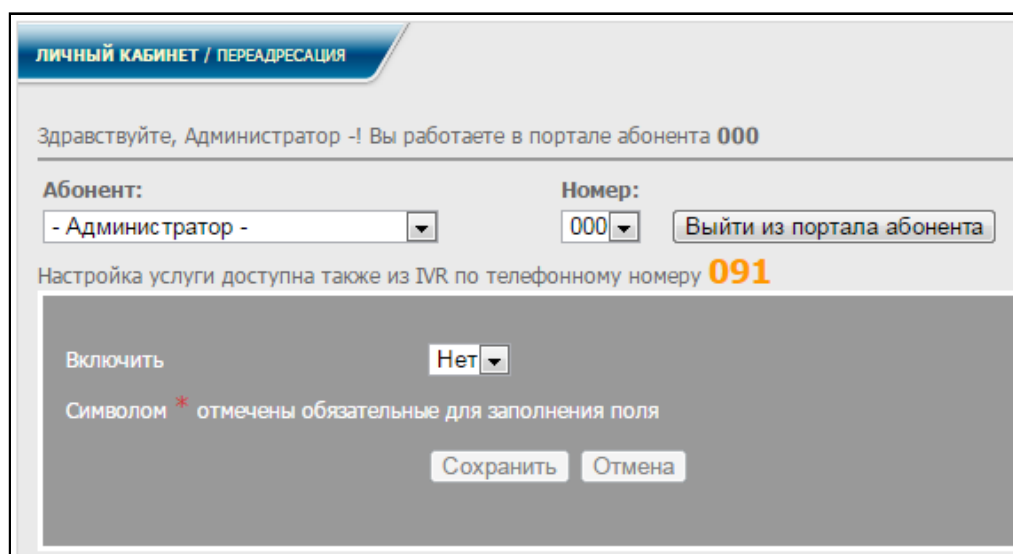 ЛИЧНЫЙ КАБИНЕТ / ПЕРЕАДРЕСАЦИЯ
Здравствуйте, Администратор -! Вы работаете в портале абонента 000
Абонент: Номер:
- Администратор - 000 Выйти из портала абонента
Настройка услуги доступна также из IVR по телефонному номеру 091
Включить Нет
Символом * отмечены обязательные для заполнения поля
Сохранить Отмена